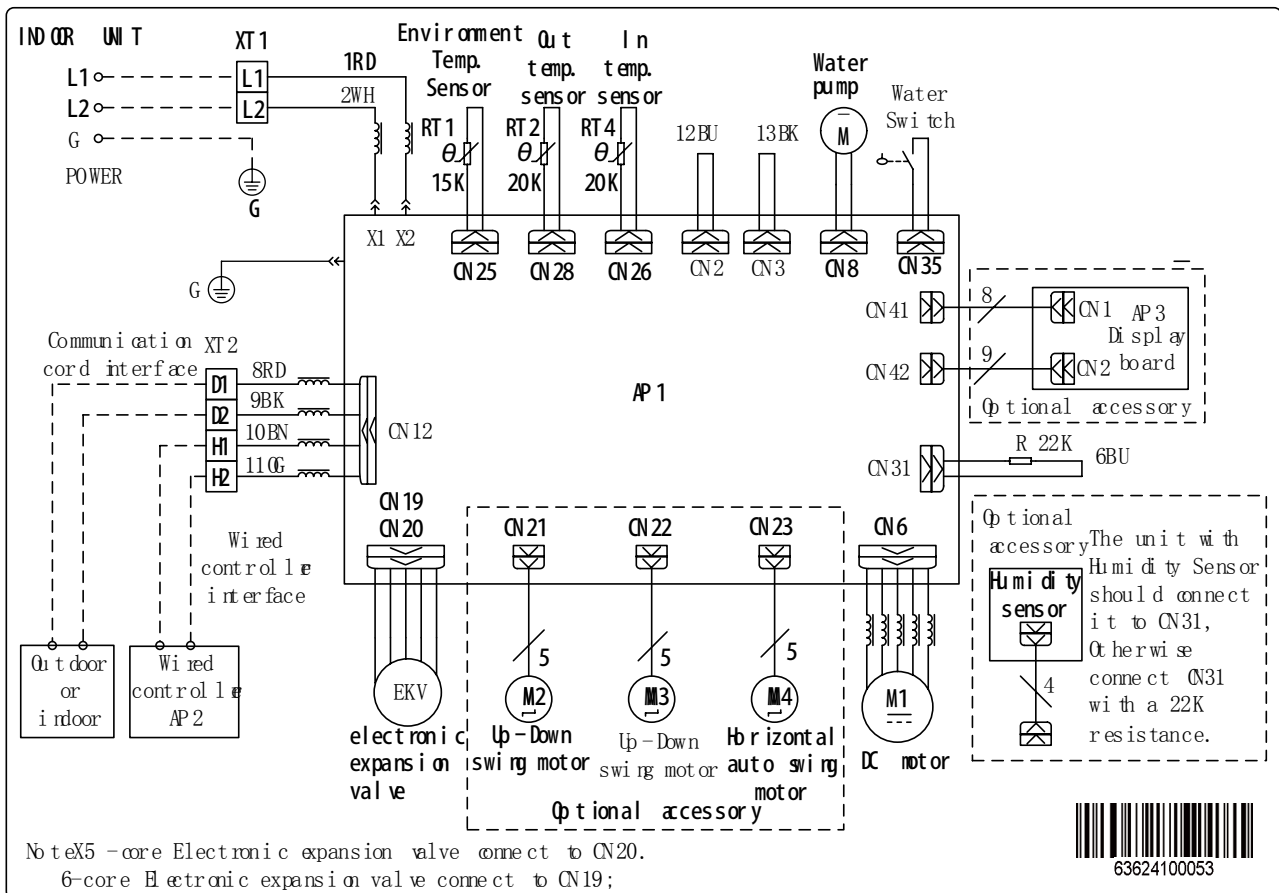 INDOOR UNIT
XT1
L1
L2
G
POWER
L1
L2
G
1RD
2WH
Environment
Temp.
Sensor
RT1
θ
15K
Out
temp.
sensor
RT2
θ
20K
In
temp.
sensor
RT4
θ
20K
12BU
13BK
Water
pump
M
Water
Switch
X1 X2
CN25
CN28
CN26
CN2
CN3
CN8
CN35
G
Communication
cord interface
XT2
D1
D2
H1
H2
8RD
9BK
10BN
11OG
CN12
AP1
CN41
8
CN1
CN42
9
CN2
AP3
Display
board
Optional accessory
CN31
R 22K
6BU
CN19
CN20
CN21
CN22
CN23
CN6
Wired
controller
interface
Outdoor
or
indoor
Wired
controller
AP2
EKV
electronic
expansion
valve
5
M2
Up-Down
swing motor
5
M3
Up-Down
swing motor
5
M4
Horizontal
auto swing
motor
Optional accessory
M1
DC motor
Optional
accessory
Humidity
sensor
4
The unit with
Humidity Sensor
should connect
it to CN31,
Otherwise
connect CN31
with a 22K
resistance.
63624100053
NoteX5 -core Electronic expansion valve connect to CN20.
6-core Electronic expansion valve connect to CN19;